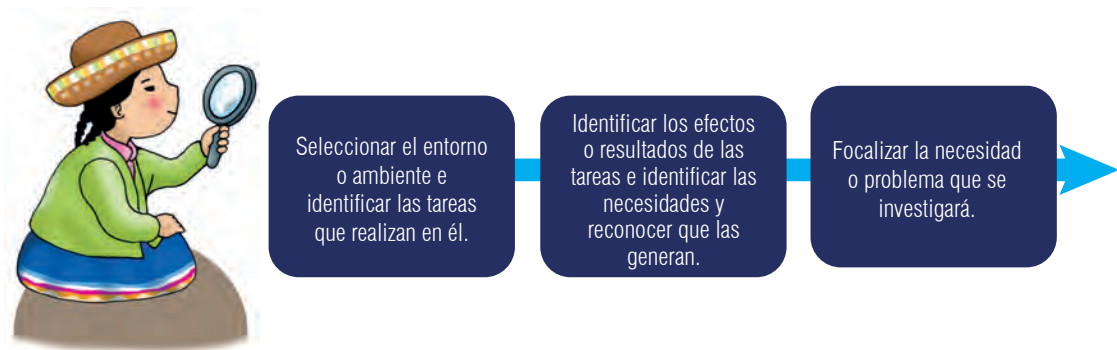 Seleccionar el entorno
o ambiente e
identificar las tareas
que realizan en él.
Identificar los efectos
o resultados de las
tareas e identificar las
necesidades y
reconocer que las
generan.
Focalizar la necesidad
o problema que se
investigará.